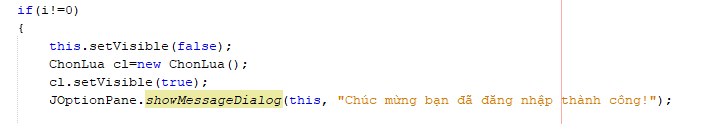 if(i!=0)
{
this.setVisible(false);
ChonLua cl=new ChonLua();
cl.setVisible(true);
JOptionPane.showMessageDialog(this, "Chúc mừng bạn đã đăng nhập thành công!");